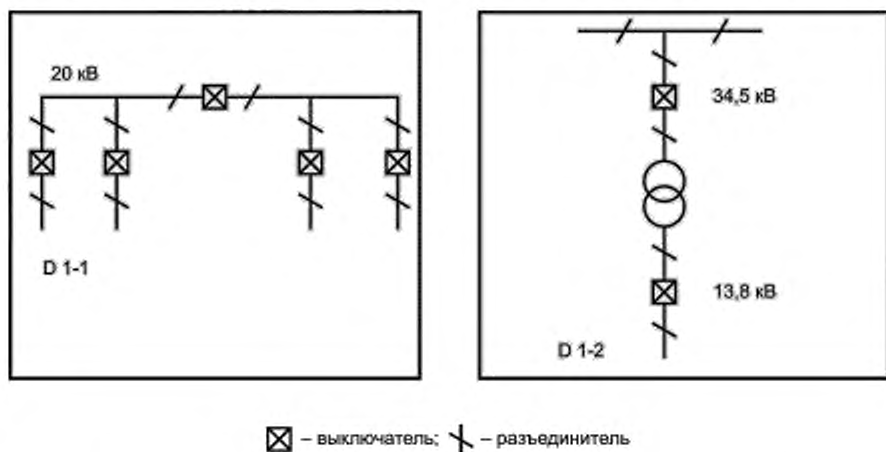 20 кВ
D 1-1
34,5 кВ
13,8 кВ
D 1-2
– выключатель; – разъединитель